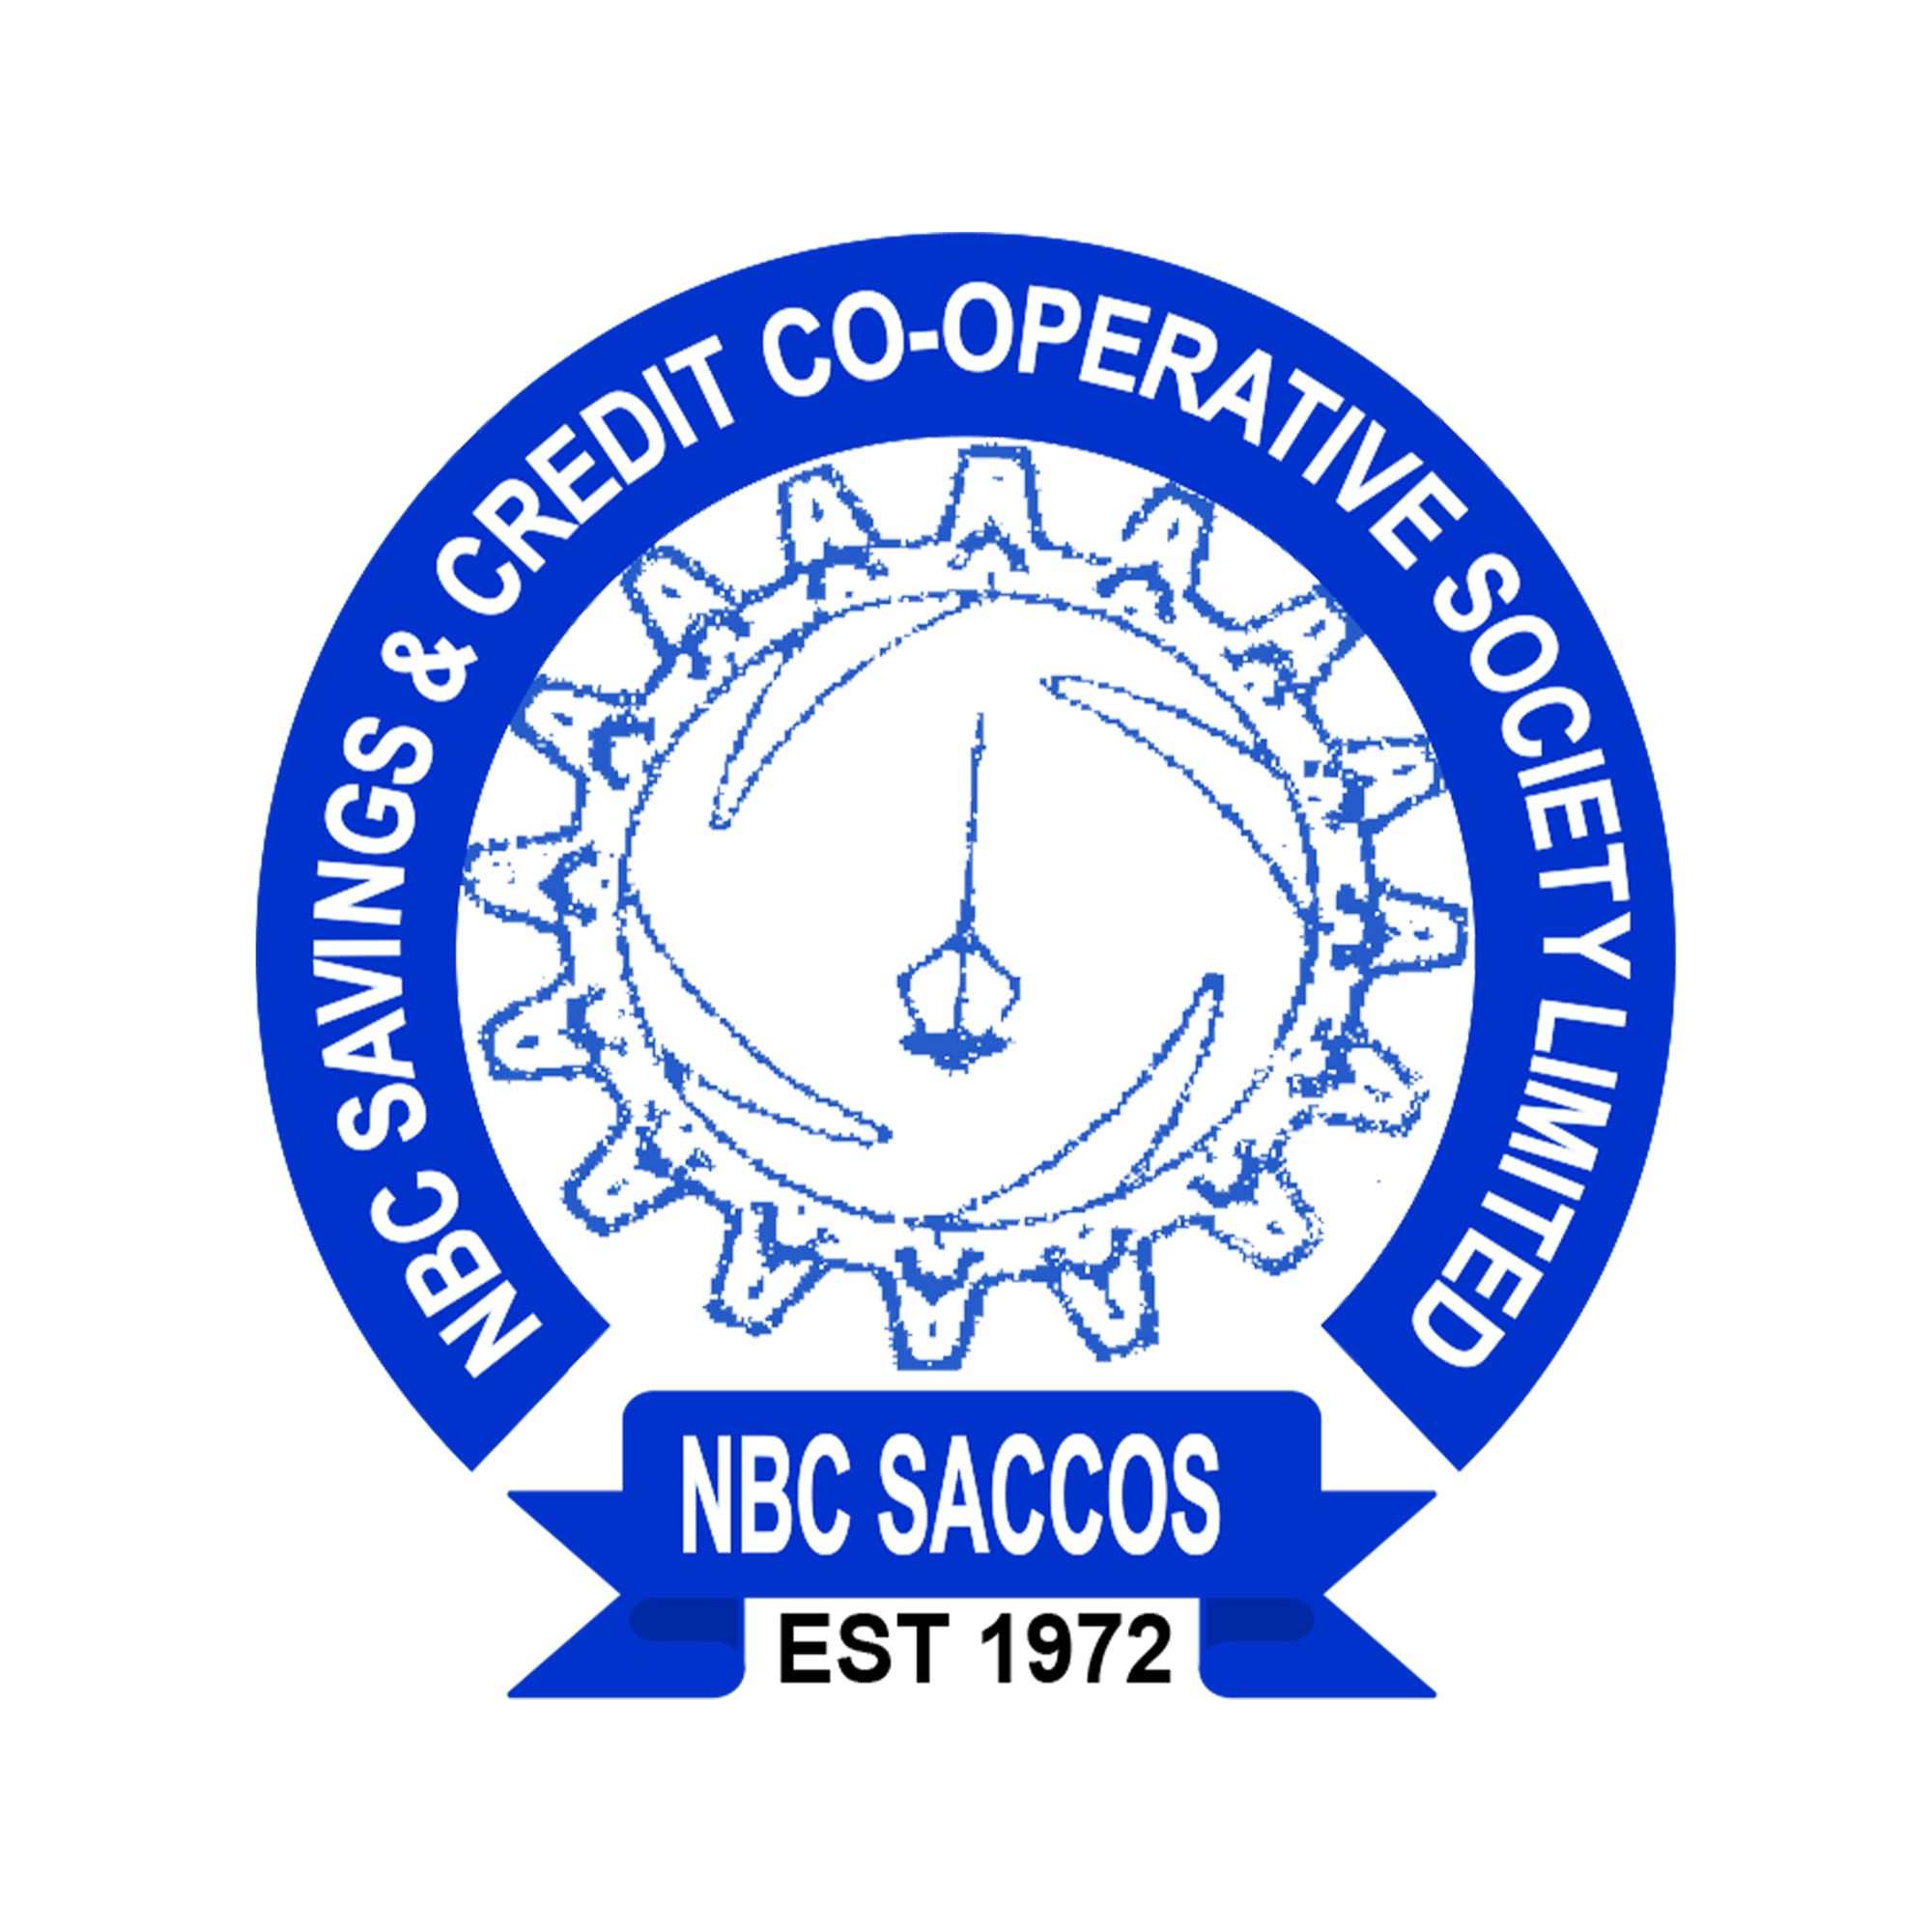 NBC SAVINGS & CREDIT CO-OPERATIVE SOCIETY LIMITED
NBC SACCOS
EST 1972